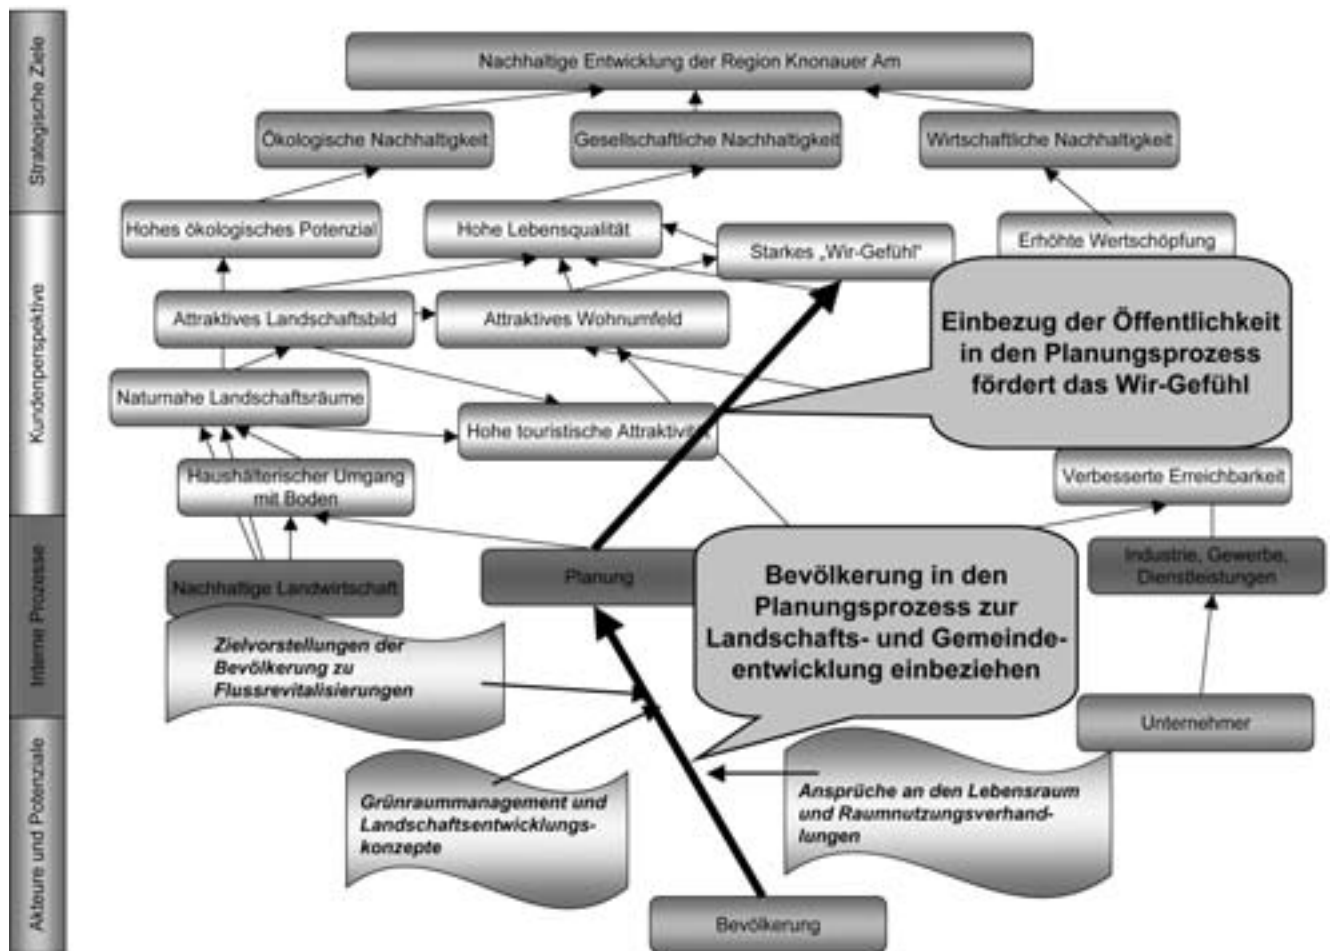 Strategische Ziele
Nachhaltige Entwicklung der Region Knonauer Am
Ökologische Nachhaltigkeit
Gesellschaftliche Nachhaltigkeit
Wirtschaftliche Nachhaltigkeit
Kundenperspektive
Hohes ökologisches Potenzial
Hohe Lebensqualität
Starkes „Wir-Gefühl"
Erhöhte Wertschöpfung
Attraktives Landschaftsbild
Attraktives Wohnumfeld
Einbezug der Öffentlichkeit
in den Planungsprozess
fördert das Wir-Gefühl
Naturnahe Landschaftsräume
Hohe touristische Attraktivität
Haushälterischer Umgang
mit Boden
Verbesserte Erreichbarkeit
Interne Prozesse
Nachhaltige Landwirtschaft
Planung
Bevölkerung in den
Planungsprozess zur
Landschafts- und Gemeinde-
entwicklung einbeziehen
Industrie, Gewerbe,
Dienstleistungen
Zielvorstellungen der
Bevölkerung zu
Flussrevitalisierungen
Unternehmer
Akteure und Potenziale
Grünraummanagement und
Landschaftsentwicklungs-
konzepte
Ansprüche an den Lebensraum
und Raumnutzungsverhand-
lungen
Bevölkerung